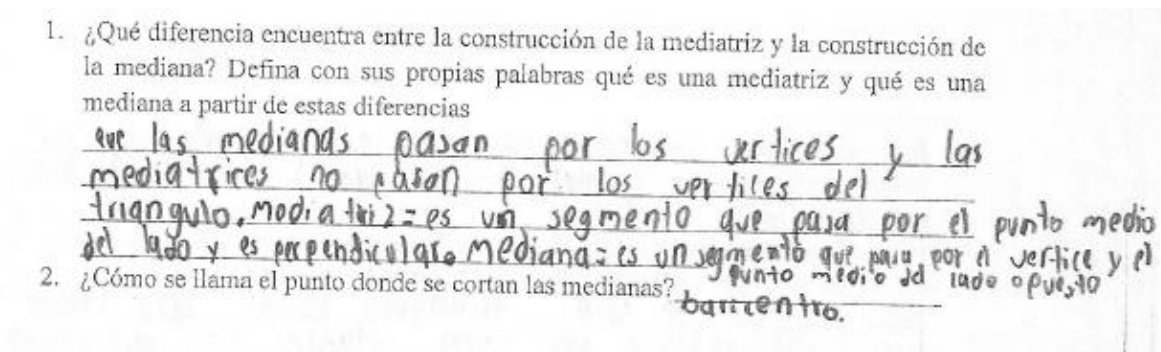 1. ¿Qué diferencia encuentra entre la construcción de la mediatriz y la construcción de
la mediana? Defina con sus propias palabras qué es una mediatriz y qué es una
mediana a partir de estas diferencias
que las medianas pasan por los vertices y las
mediatrices no pasan por los vertiles del
triangulo. Mediatriz = es un segmento que pasa por el punto medio
del lado y es perpendicular. Mediana = es un segmento que pasa por el vertice y el
punto medio del lado opuesto
2. ¿Cómo se llama el punto donde se cortan las medianas?
barricentro.